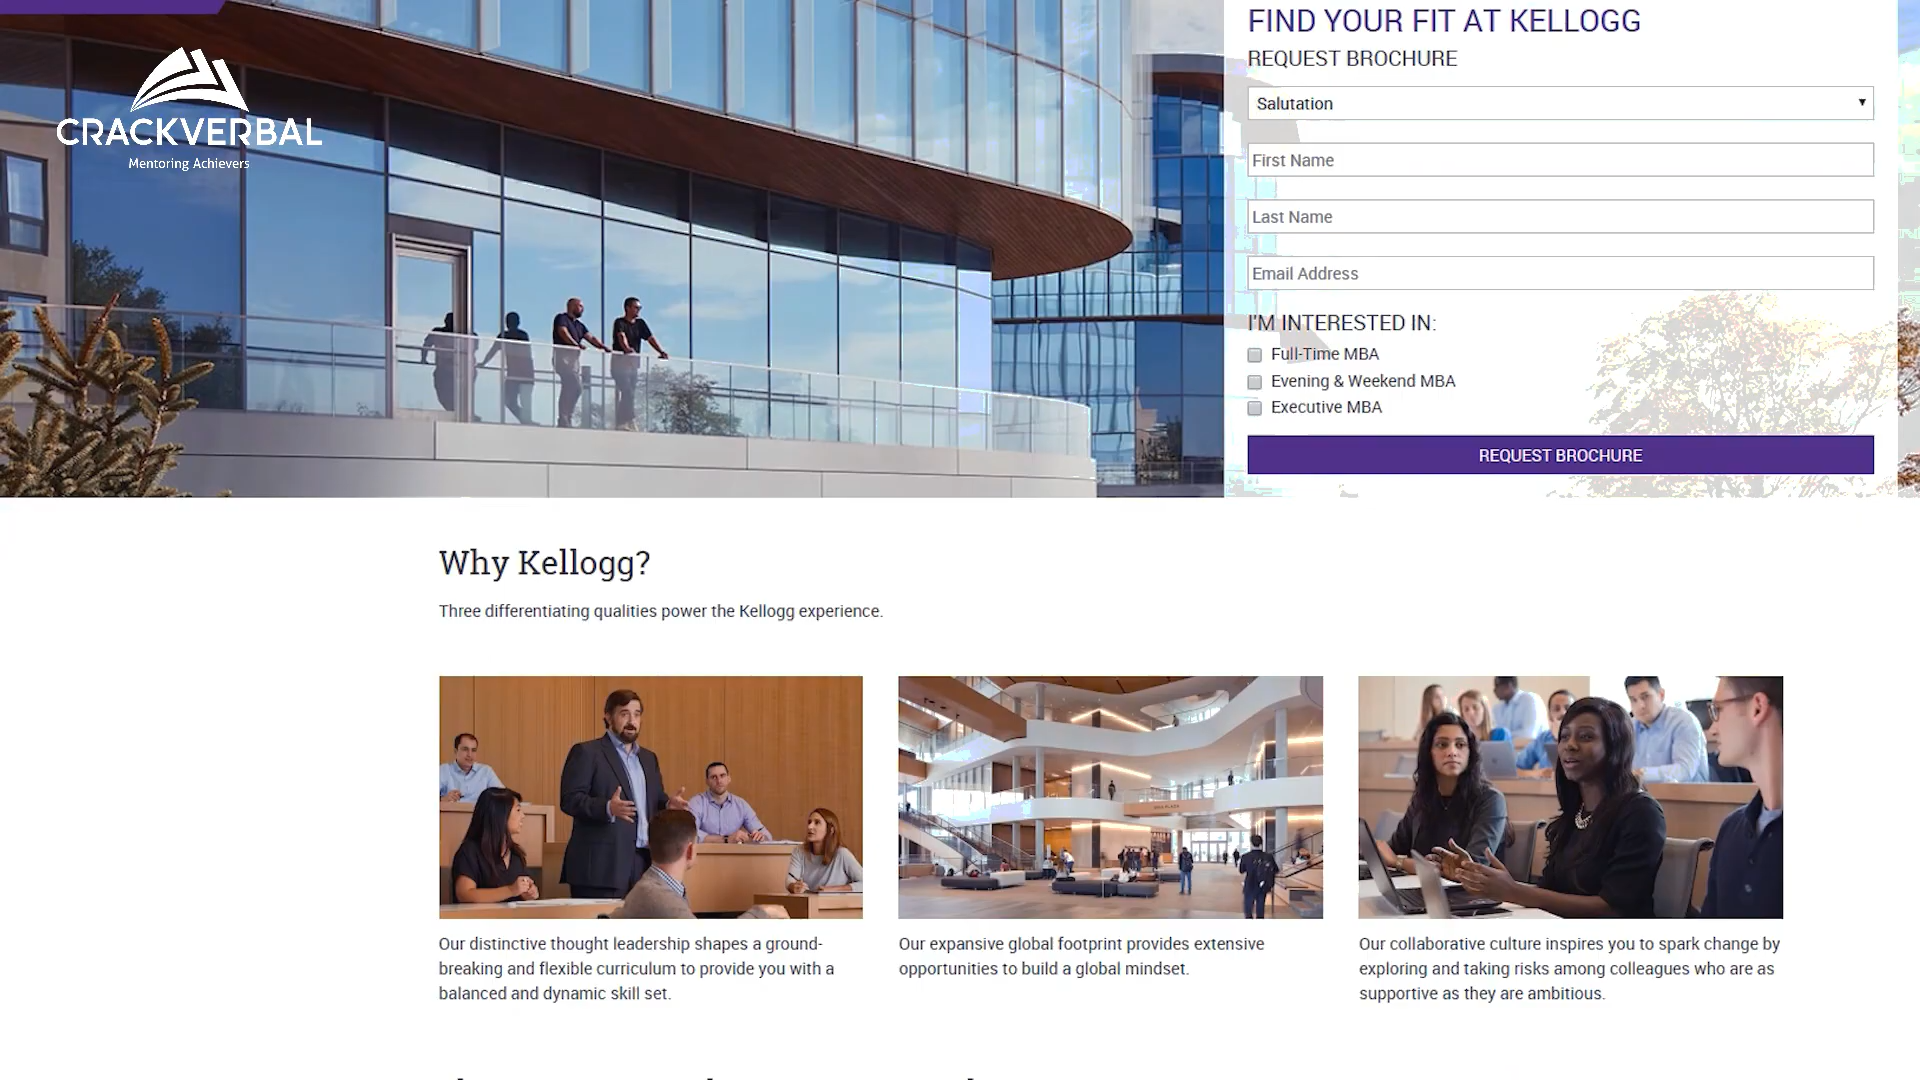 CRACKVERBAL
Mentoring Achievers
FIND YOUR FIT AT KELLOGG
REQUEST BROCHURE
Salutation
First Name
Last Name
Email Address
I'M INTERESTED IN:
Full-Time MBA
Evening & Weekend MBA
Executive MBA
REQUEST BROCHURE
Why Kellogg?
Three differentiating qualities power the Kellogg experience.
Our distinctive thought leadership shapes a ground-
breaking and flexible curriculum to provide you with a
balanced and dynamic skill set.
Our expansive global footprint provides extensive
opportunities to build a global mindset.
Our collaborative culture inspires you to spark change by
exploring and taking risks among colleagues who are as
supportive as they are ambitious.